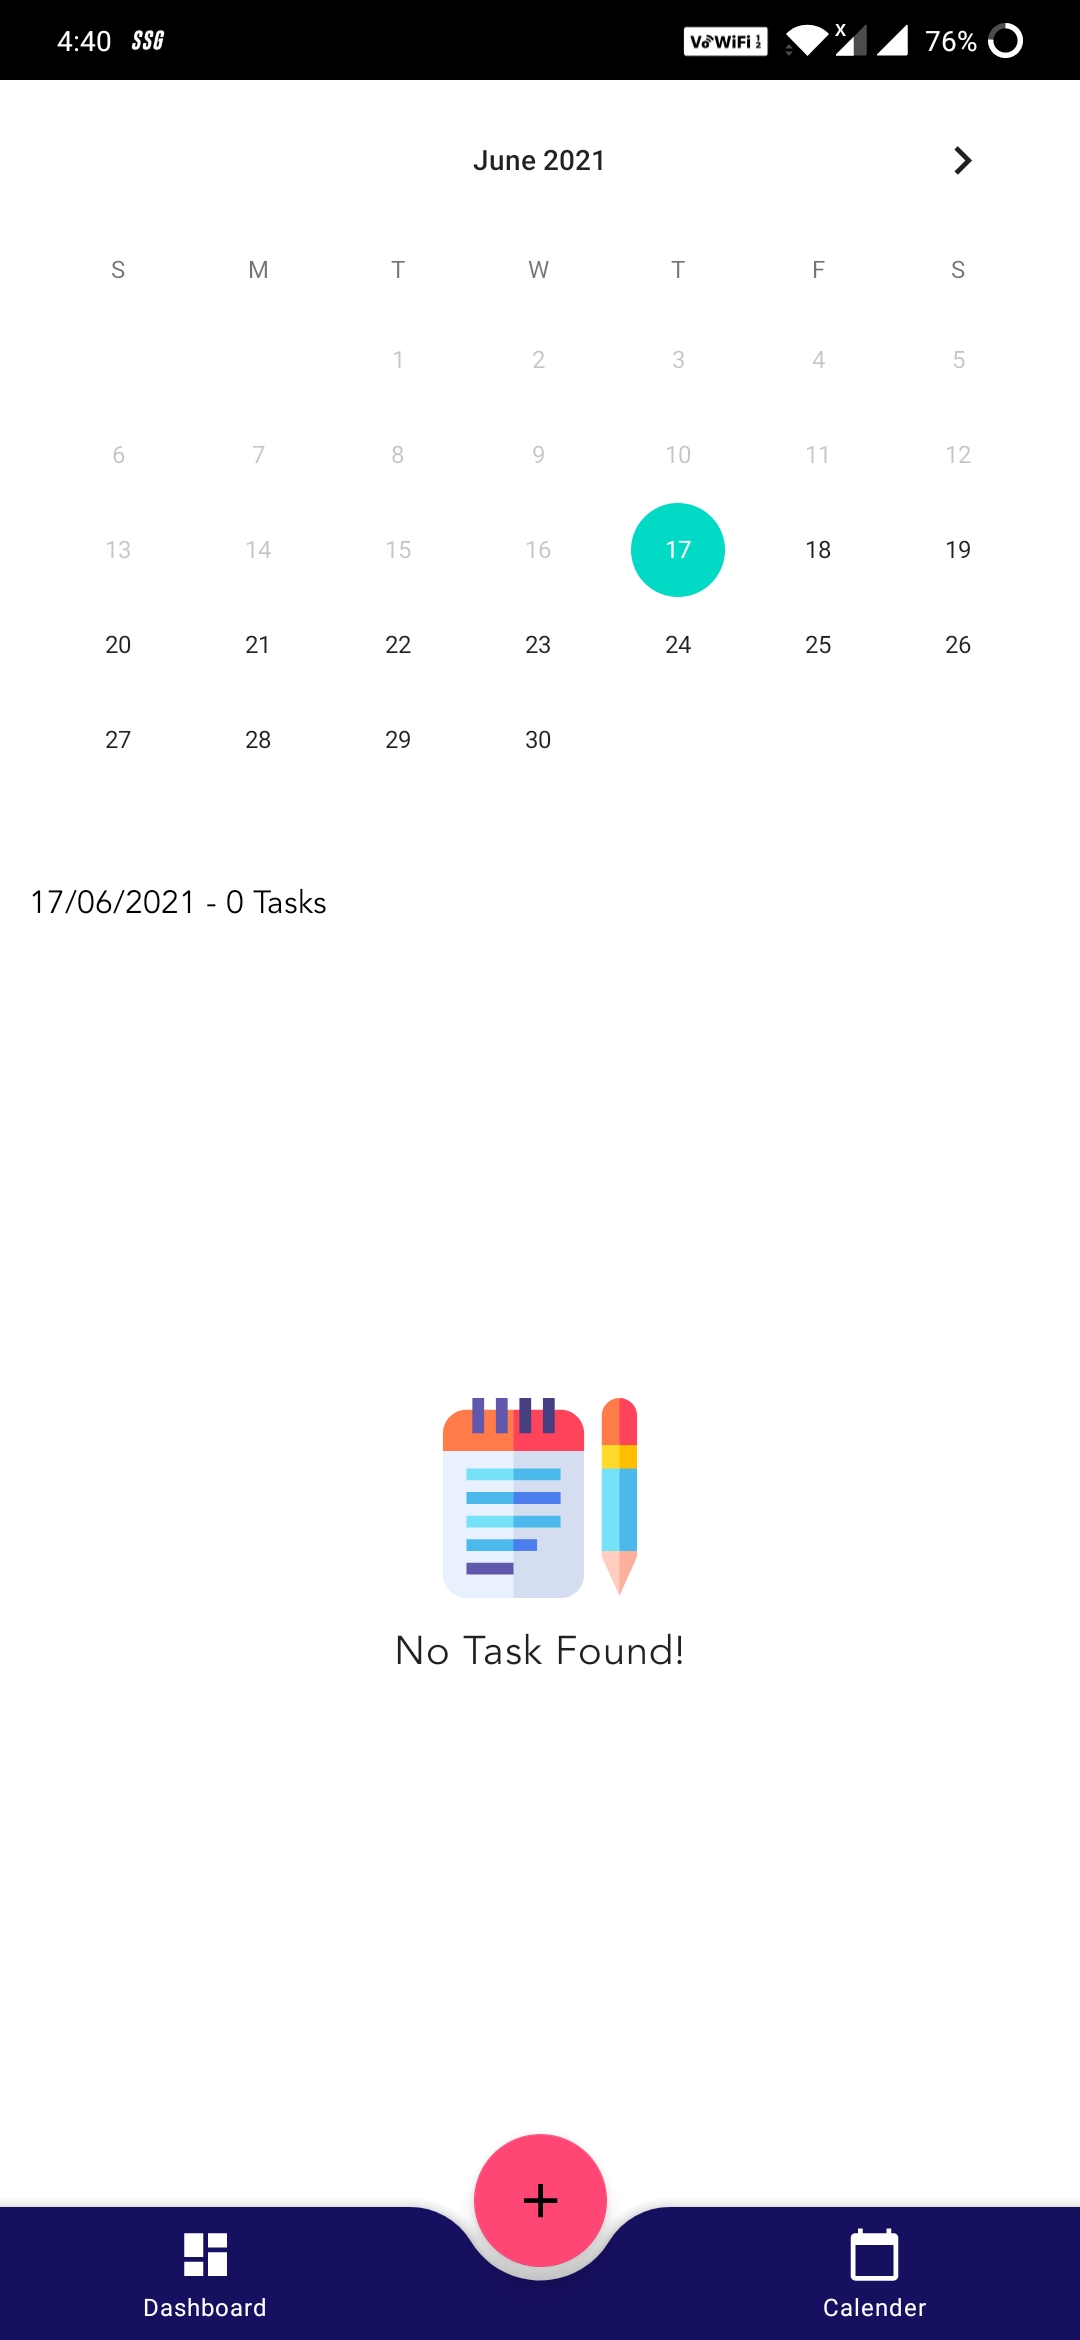 4:40 SSG VoWiFi 1 2 X 76%
June 2021
S M T W T F S
1 2 3 4 5
6 7 8 9 10 11 12
13 14 15 16 17 18 19
20 21 22 23 24 25 26
27 28 29 30
17/06/2021 - 0 Tasks
No Task Found!
+
Dashboard Calender